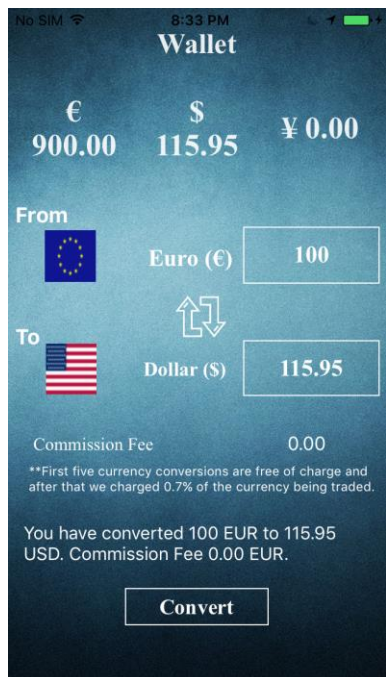 No SIM 8:33 PM
Wallet
€ $ ¥ 0.00
900.00 115.95
From
Euro (€) 100
To
Dollar ($) 115.95
Commission Fee 0.00
**First five currency conversions are free of charge and
after that we charged 0.7% of the currency being traded.
You have converted 100 EUR to 115.95
USD. Commission Fee 0.00 EUR.
Convert